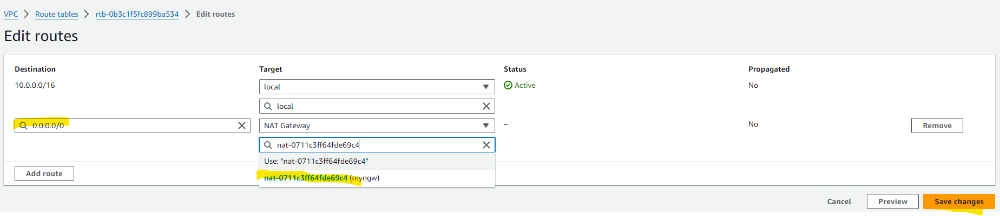 VPC > Route tables > rtb-0b3c1f5fc899ba534 > Edit routes
Edit routes
Destination Target Status Propagated
10.0.0.0/16 local Active No
local
0.0.0.0/0 NAT Gateway – No Remove
nat-0711c3ff64fde69c4
Use: "nat-0711c3ff64fde69c4"
Add route nat-0711c3ff64fde69c4 (myngw)
Cancel Preview Save changes